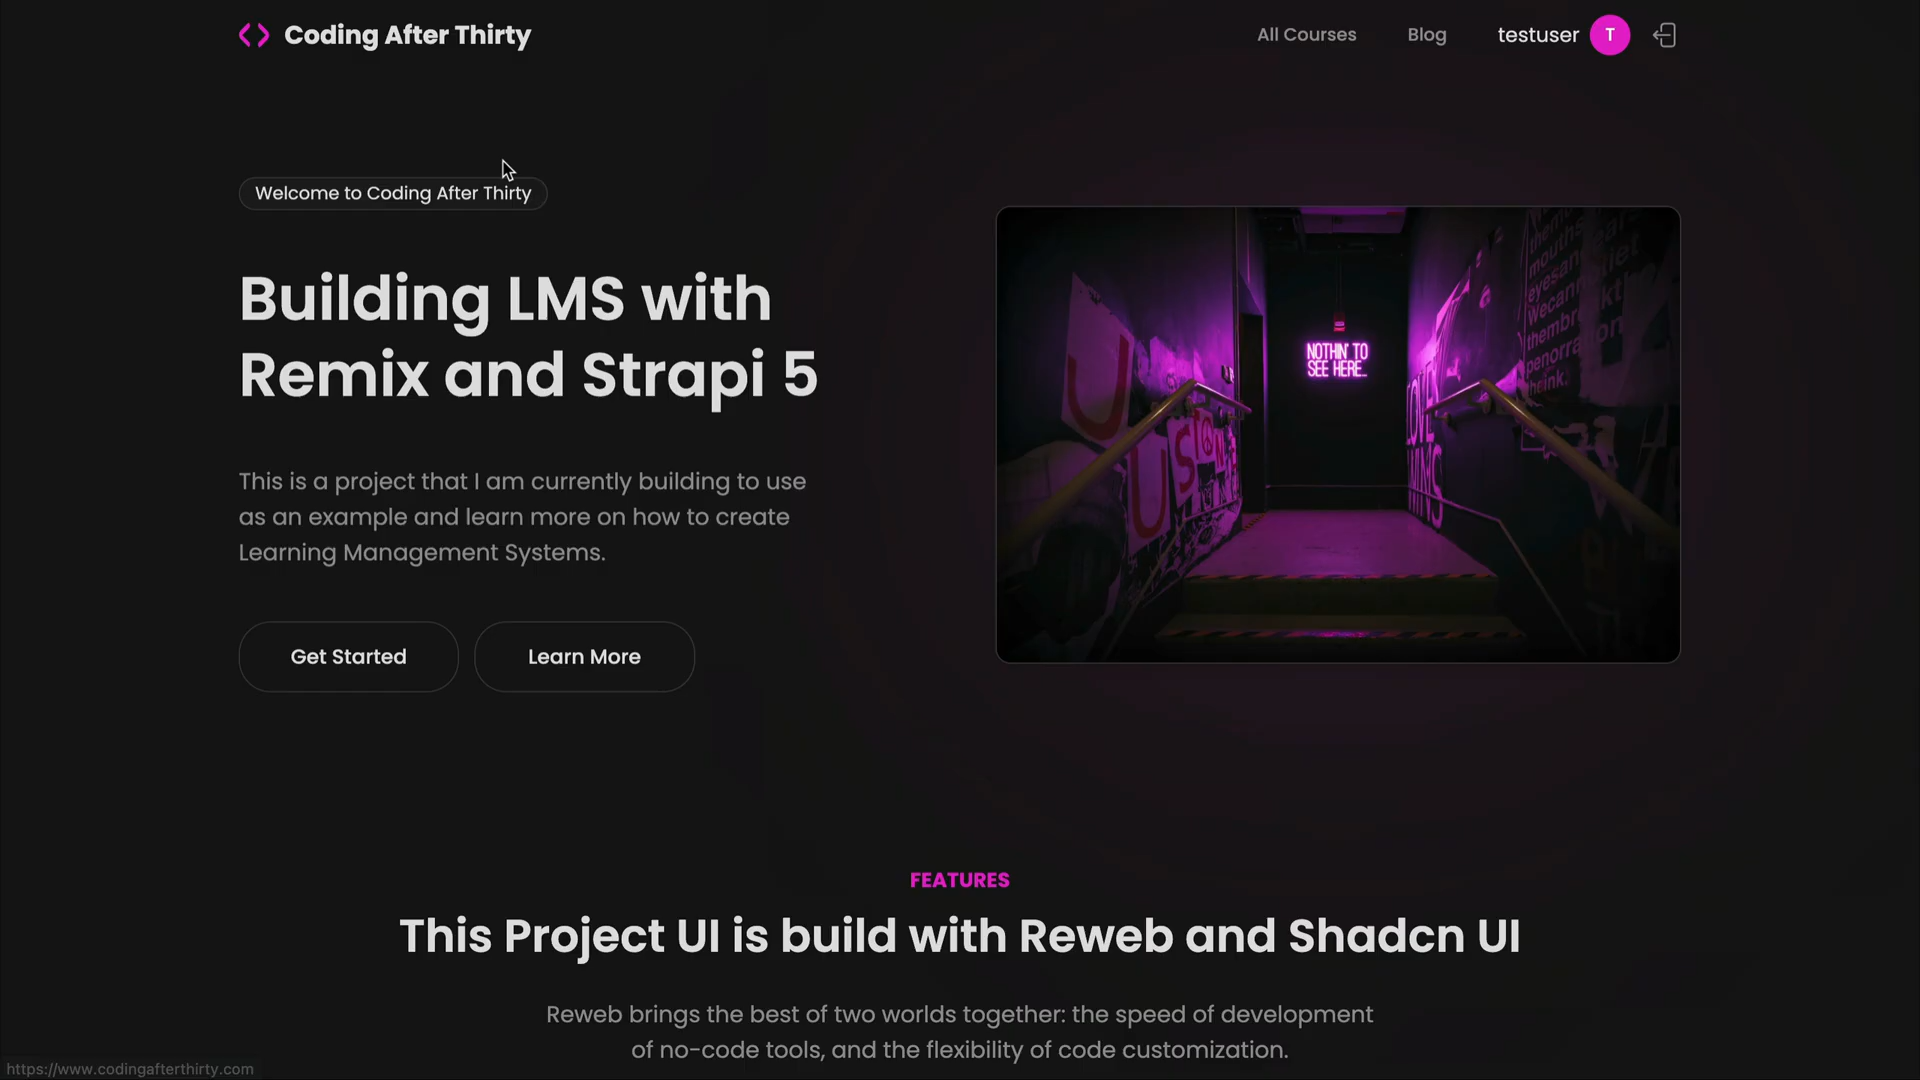 Coding After Thirty
All Courses
Blog
testuser
T
Welcome to Coding After Thirty
Building LMS with
Remix and Strapi 5
This is a project that I am currently building to use
as an example and learn more on how to create
Learning Management Systems.
Get Started
Learn More
NOTHIN' TO
SEE HERE...
FEATURES
This Project UI is build with Reweb and Shadcn UI
Reweb brings the best of two worlds together: the speed of development
of no-code tools, and the flexibility of code customization.
https://www.codingafterthirty.com